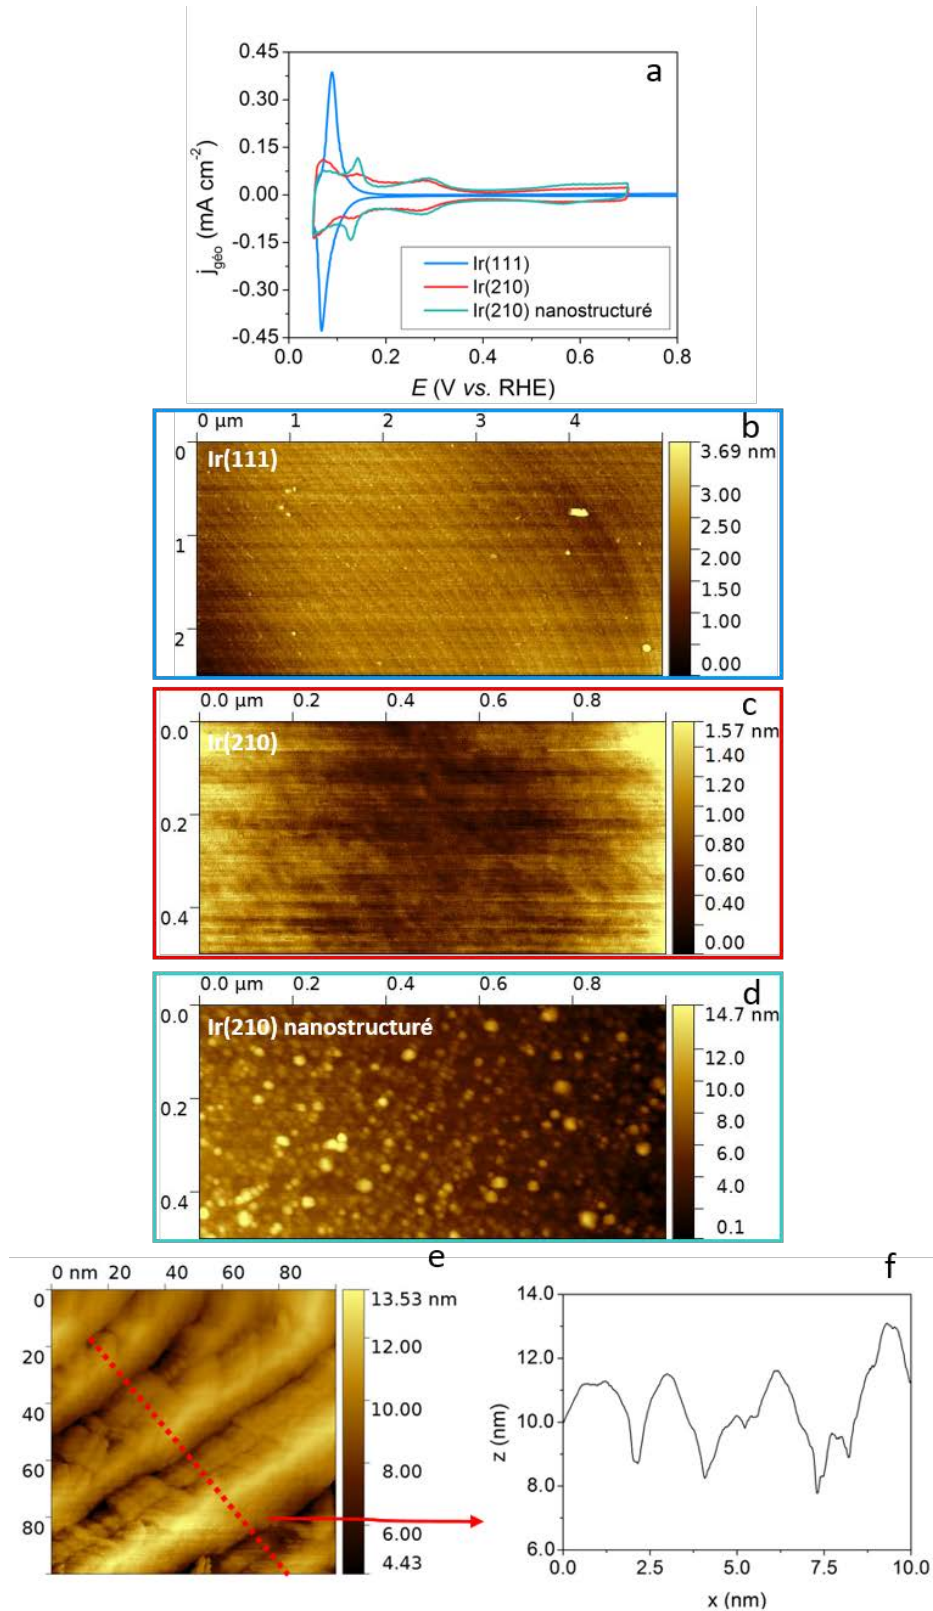 a
0.45
0.30
0.15
0.00
-0.15
-0.30
-0.45
j géo (mA cm-2)
Ir(111)
Ir(210)
Ir(210) nanostructuré
0.0 0.2 0.4 0.6 0.8
E (V vs. RHE)
b
0 µm 1 2 3 4
0
1
2
Ir(111)
3.69 nm
3.00
2.50
2.00
1.50
1.00
0.00
c
0.0 µm 0.2 0.4 0.6 0.8
0.0
0.2
0.4
Ir(210)
1.57 nm
1.40
1.20
1.00
0.80
0.60
0.40
0.00
d
0.0 µm 0.2 0.4 0.6 0.8
0.0
0.2
0.4
Ir(210) nanostructuré
14.7 nm
12.0
10.0
8.0
6.0
4.0
0.1
e
0 nm 20 40 60 80
0
20
40
60
80
13.53 nm
12.00
10.00
8.00
6.00
4.43
f
14.0
12.0
10.0
8.0
6.0
z (nm)
0.0 2.5 5.0 7.5 10.0
x (nm)